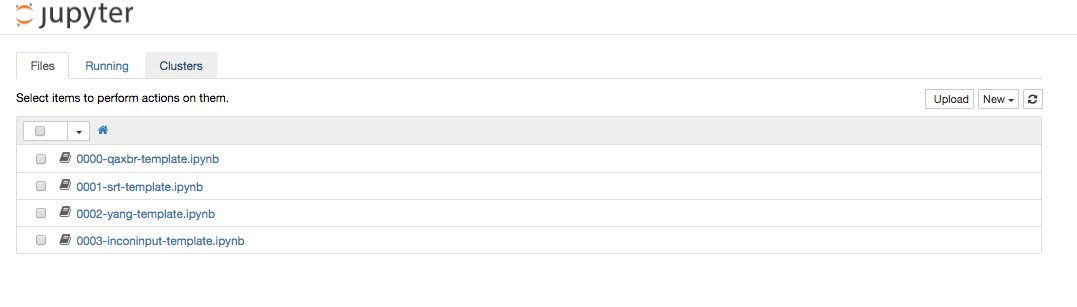 jupyter
Files Running Clusters
Select items to perform actions on them. Upload New
0000-qaxbr-template.ipynb
0001-srt-template.ipynb
0002-yang-template.ipynb
0003-inconinput-template.ipynb